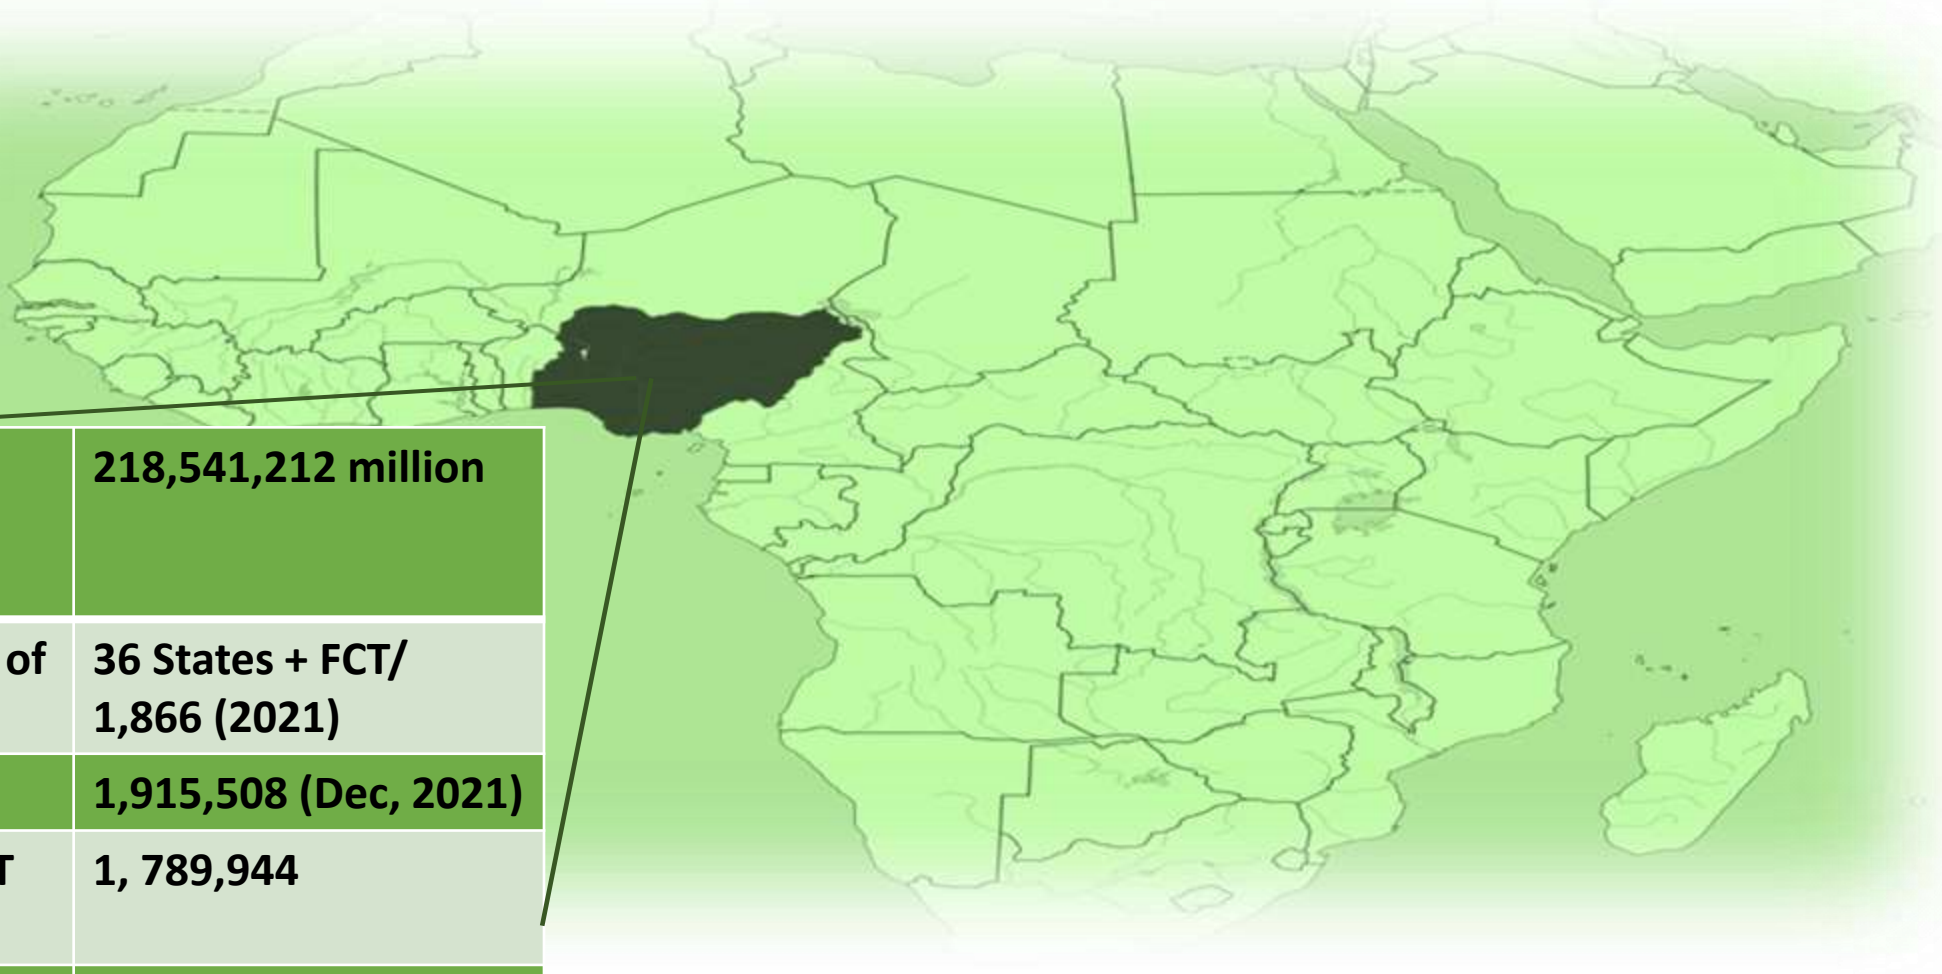 218,541,212 million
of
36 States + FCT/
1,866 (2021)
1,915,508 (Dec, 2021)
T
1, 789,944